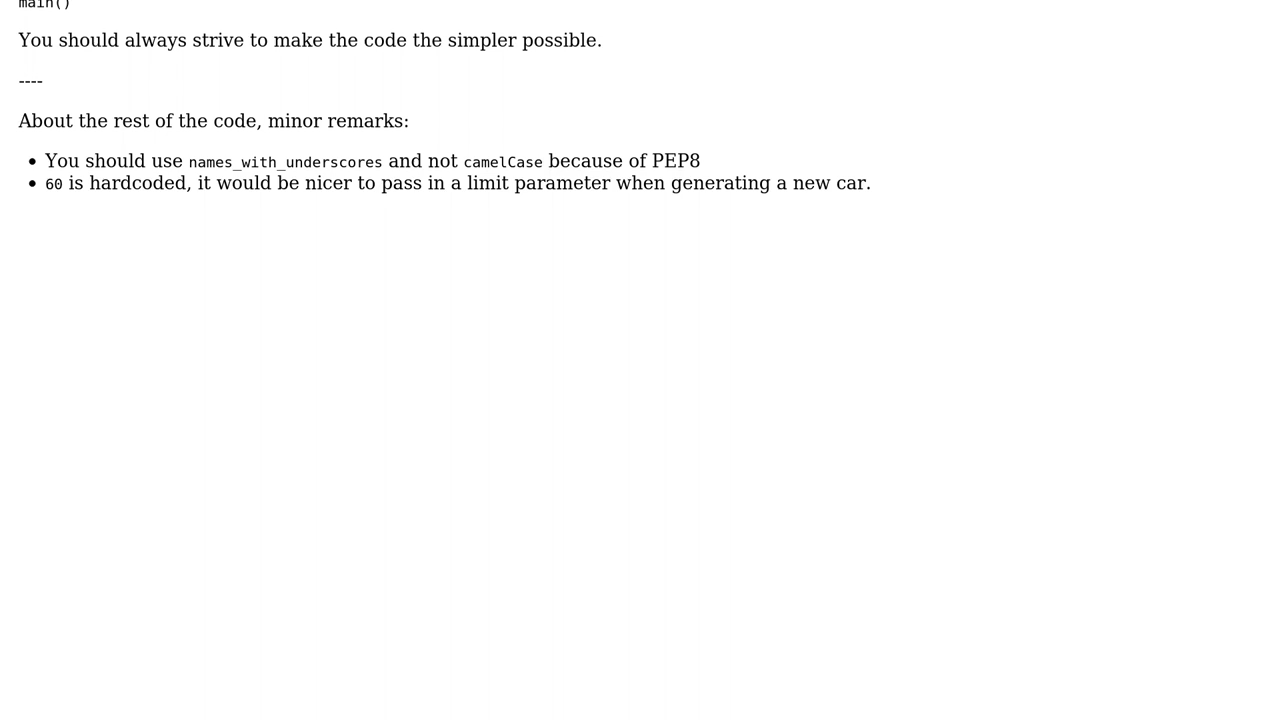 main()
You should always strive to make the code the simpler possible.
----
About the rest of the code, minor remarks:
• You should use names_with_underscores and not camelCase because of PEP8
• 60 is hardcoded, it would be nicer to pass in a limit parameter when generating a new car.